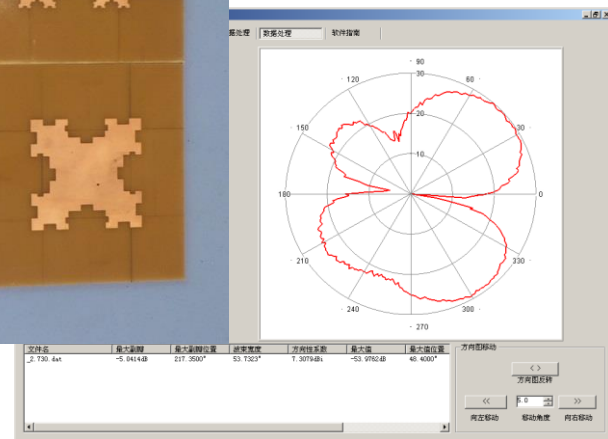 据处理 数据处理 软件指南
90
120 30 60
150 20 30
10
180 0
210 330
240 300
270
文件名 最大副瓣 最大副瓣位置 波束宽度 方向性系数 最大值 最大值位置
_2.730.dat -5.8414dB 217.3500° 53.7323° 7.3079dBi -53.9762dB 48.4000°
方向图移动
<>
方向图反转
<< 5.0 >>
向左移动 移动角度 向右移动